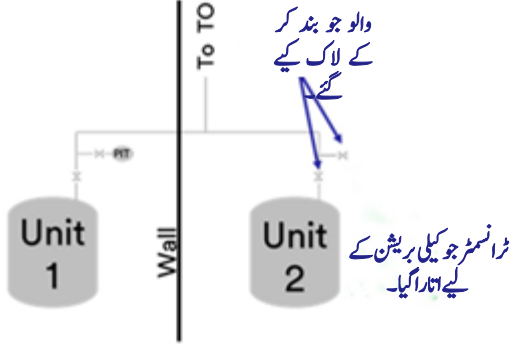 To TO
والو جو بند کر
کے لاک کیے
گئے۔
PIT
Unit
1
Wall
Unit
2
ٹرانسمٹر جو کیلی بریشن کے
لیے اتارا گیا۔